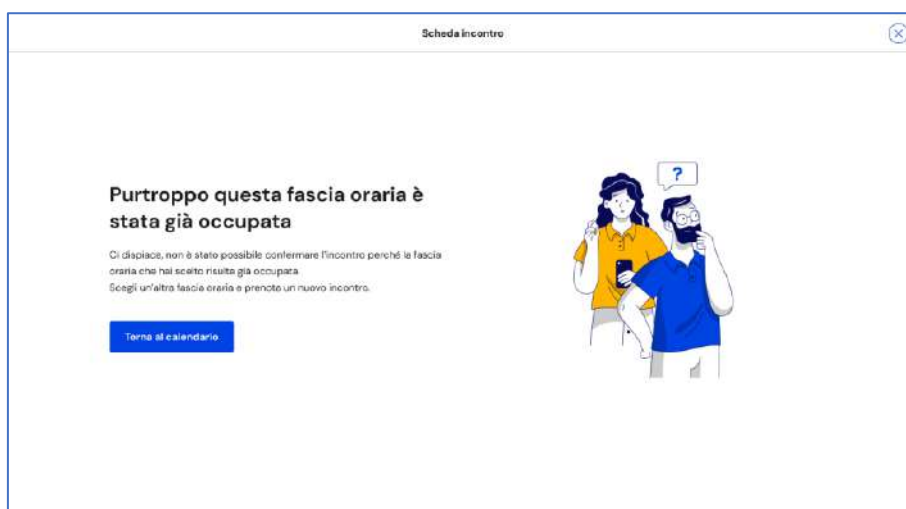 Scheda incontro
Purtroppo questa fascia oraria è
stata già occupata
?
Ci dispiace, non è stato possibile confermare l'incontro perché la fascia
oraria che hai scelto risulta già occupata
Scegli un'altra fascia oraria e prenota un nuovo incontro.
Torna al calendario